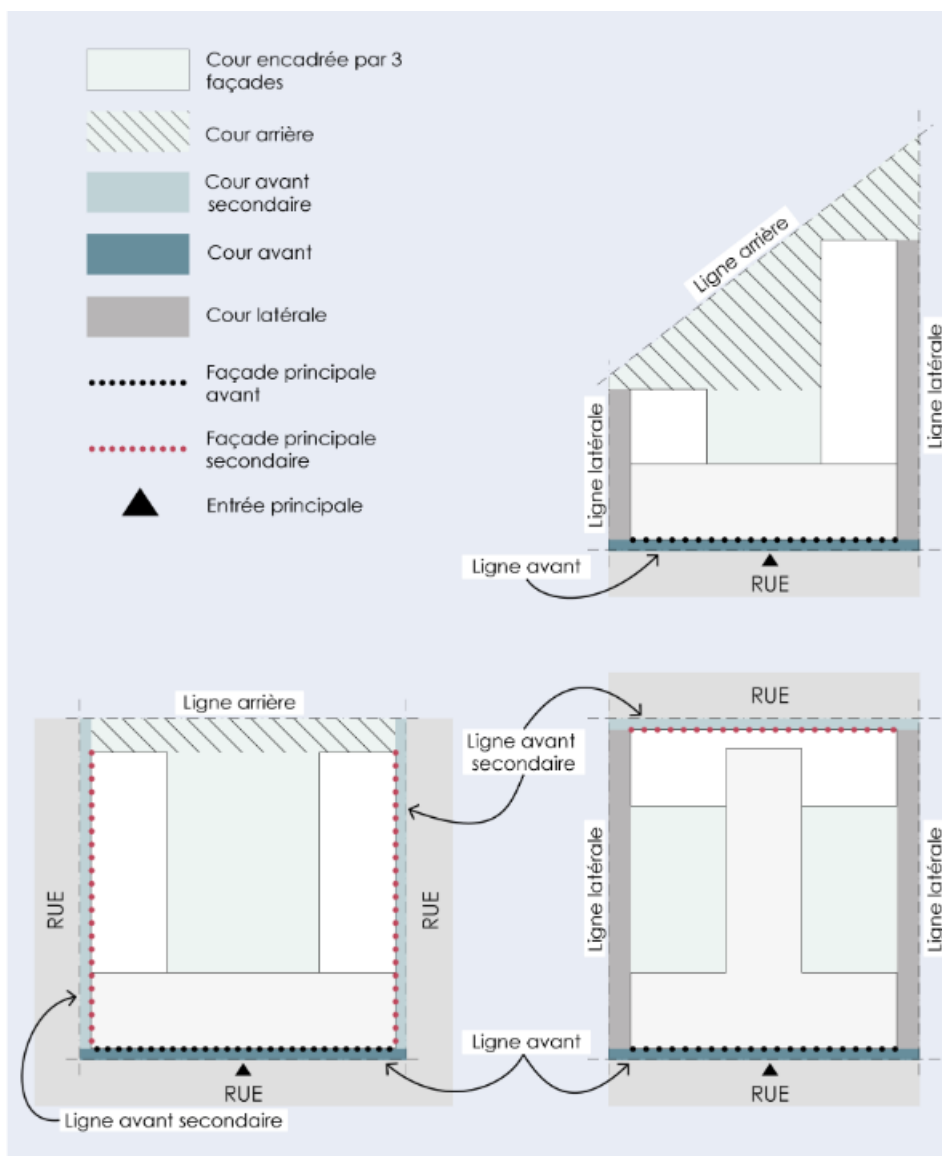 Cour encadrée par 3
façades
Cour arrière
Cour avant
secondaire
Cour avant
Cour latérale
Façade principale
avant
Façade principale
secondaire
Entrée principale
Ligne arrière
Ligne latérale
Ligne latérale
Ligne avant
RUE
Ligne arrière
RUE
RUE
RUE
Ligne avant secondaire
RUE
Ligne avant
secondaire
Ligne latérale
Ligne latérale
Ligne avant
RUE